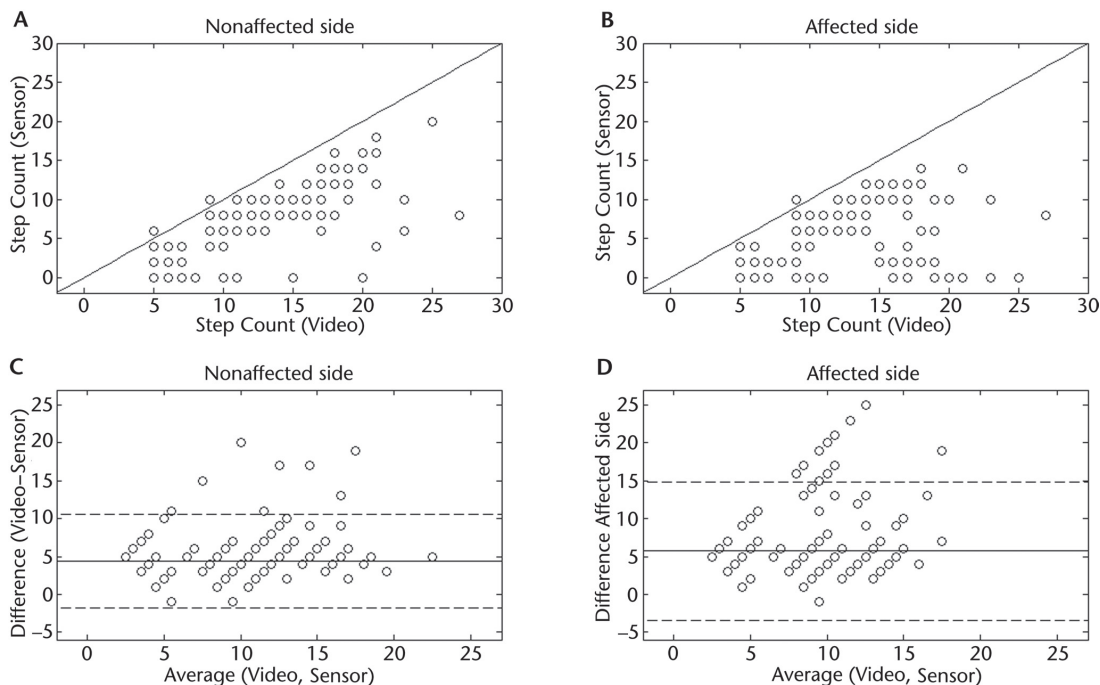 A
Nonaffected side
30
25
20
15
10
5
0
Step Count (Sensor)
0 5 10 15 20 25 30
Step Count (Video)
B
Affected side
30
25
20
15
10
5
0
Step Count (Sensor)
0 5 10 15 20 25 30
Step Count (Video)
C
Nonaffected side
25
20
15
10
5
0
−5
Difference (Video−Sensor)
0 5 10 15 20 25
Average (Video, Sensor)
D
Affected side
25
20
15
10
5
0
−5
Difference Affected Side
0 5 10 15 20 25
Average (Video, Sensor)